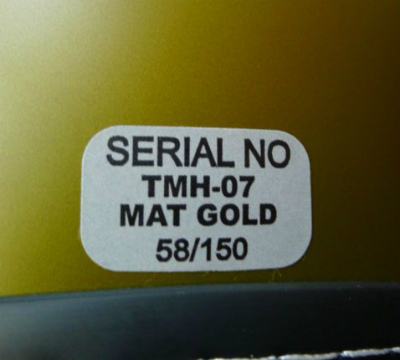 SERIAL NO
TMH-07
MAT GOLD
58/150